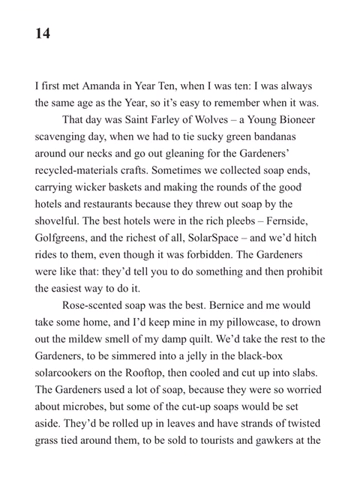 14
I first met Amanda in Year Ten, when I was ten: I was always
the same age as the Year, so it's easy to remember when it was.
That day was Saint Farley of Wolves – a Young Bioneer
scavenging day, when we had to tie sucky green bandanas
around our necks and go out gleaning for the Gardeners'
recycled-materials crafts. Sometimes we collected soap ends,
carrying wicker baskets and making the rounds of the good
hotels and restaurants because they threw out soap by the
shovelful. The best hotels were in the rich pleebs – Fernside,
Golfgreens, and the richest of all, SolarSpace – and we'd hitch
rides to them, even though it was forbidden. The Gardeners
were like that: they'd tell you to do something and then prohibit
the easiest way to do it.
Rose-scented soap was the best. Bernice and me would
take some home, and I'd keep mine in my pillowcase, to drown
out the mildew smell of my damp quilt. We'd take the rest to the
Gardeners, to be simmered into a jelly in the black-box
solarcookers on the Rooftop, then cooled and cut up into slabs.
The Gardeners used a lot of soap, because they were so worried
about microbes, but some of the cut-up soaps would be set
aside. They'd be rolled up in leaves and have strands of twisted
grass tied around them, to be sold to tourists and gawkers at the